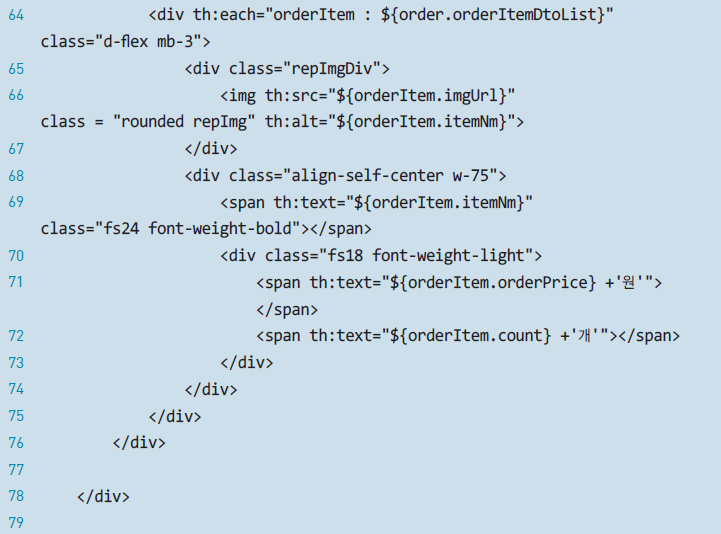 64 <div th:each="orderItem : ${order.orderItemDtoList}"
class="d-flex mb-3">
65 <div class="repImgDiv">
66 <img th:src="${orderItem.imgUrl}"
class = "rounded repImg" th:alt="${orderItem.itemNm}">
67 </div>
68 <div class="align-self-center w-75">
69 <span th:text="${orderItem.itemNm}"
class="fs24 font-weight-bold"></span>
70 <div class="fs18 font-weight-light">
71 <span th:text="${orderItem.orderPrice} +'원'">
</span>
72 <span th:text="${orderItem.count} +'개'"></span>
73 </div>
74 </div>
75 </div>
76 </div>
77
78 </div>
79